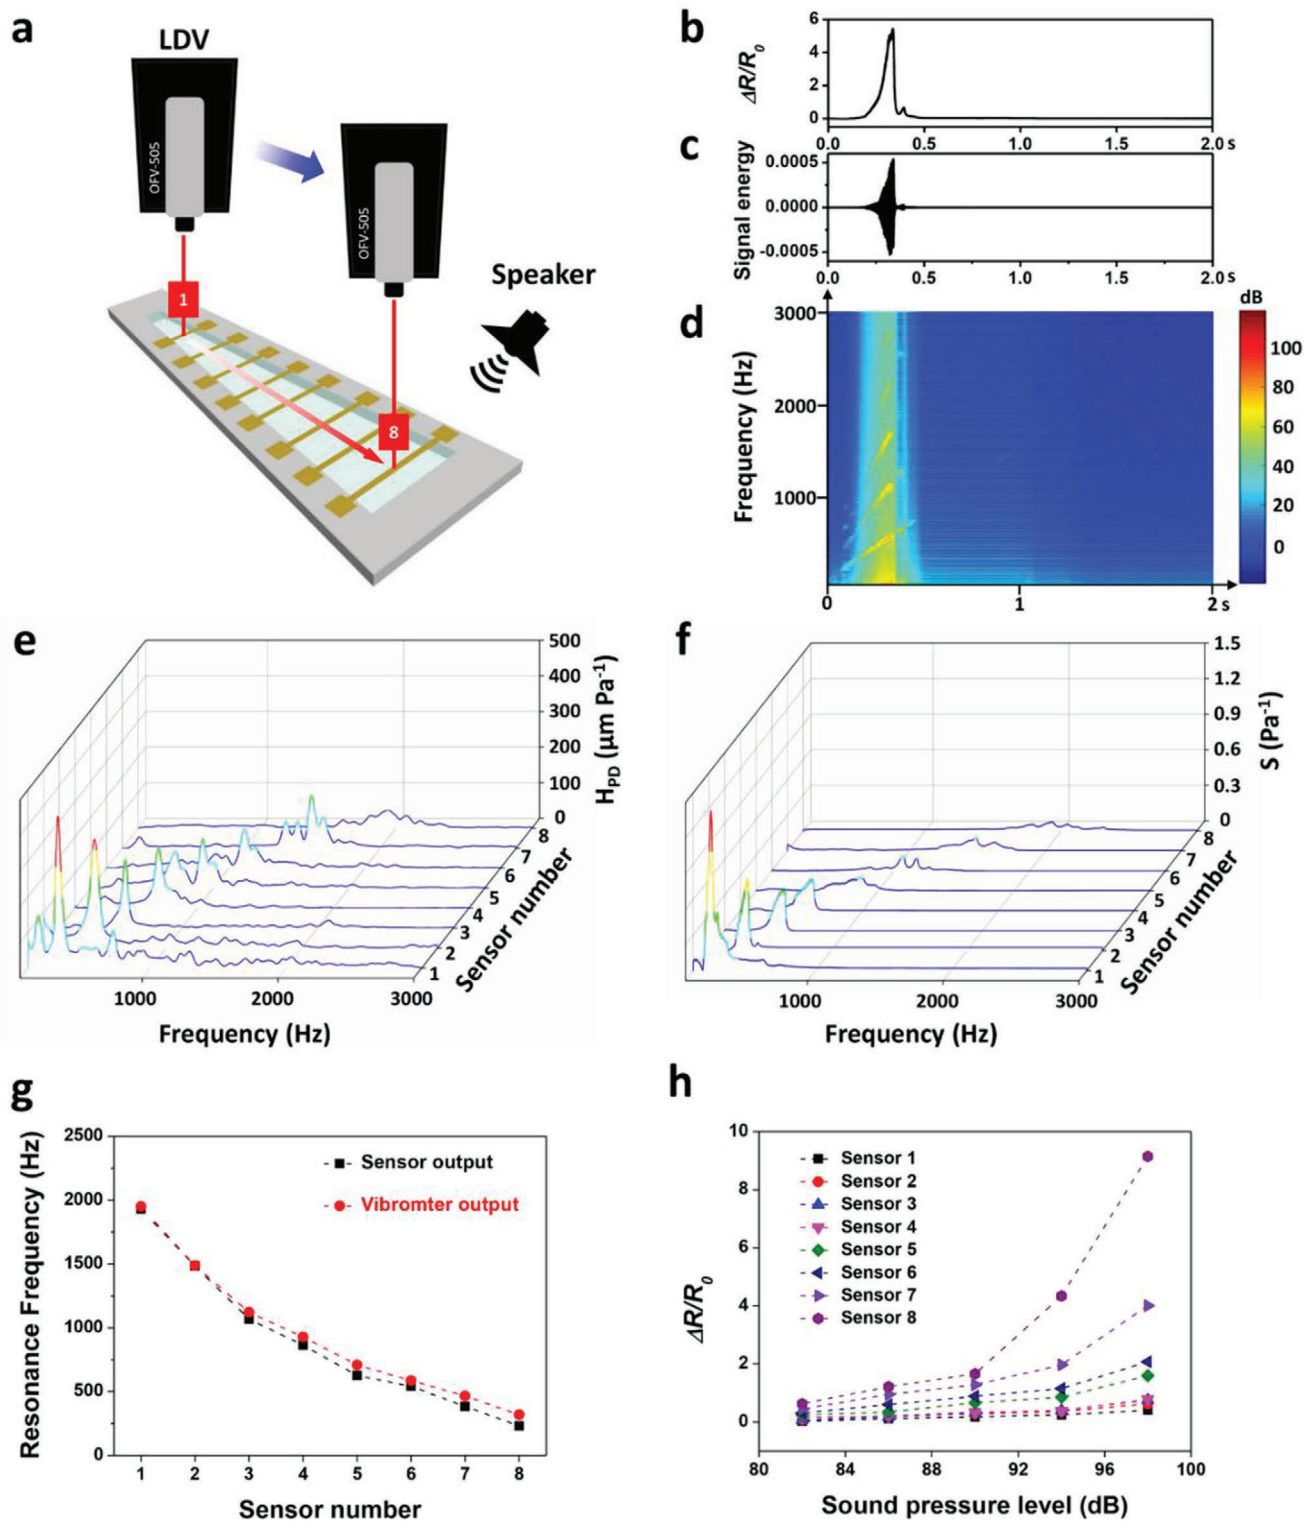 a
LDV
OFV-505
OFV-505
1
8
Speaker
b
ΔR/R0
6
4
2
0
0.0 0.5 1.0 1.5 2.0 s
c
Signal energy
0.0005
0.0000
-0.0005
0.0 0.5 1.0 1.5 2.0 s
d
Frequency (Hz)
3000
2000
1000
0 1 2 s
dB
100
80
60
40
20
0
e
500
400
300
200
100
0
HPD (μm Pa-1)
8
7
6
5
4
3
2
1
Sensor number
1000 2000 3000
Frequency (Hz)
f
1.5
1.2
0.9
0.6
0.3
0
S (Pa-1)
8
7
6
5
4
3
2
1
Sensor number
1000 2000 3000
Frequency (Hz)
g
Resonance Frequency (Hz)
2500
2000
1500
1000
500
0
Sensor output
Vibromter output
1 2 3 4 5 6 7 8
Sensor number
h
ΔR/R0
10
8
6
4
2
0
Sensor 1
Sensor 2
Sensor 3
Sensor 4
Sensor 5
Sensor 6
Sensor 7
Sensor 8
80 84 88 92 96 100
Sound pressure level (dB)